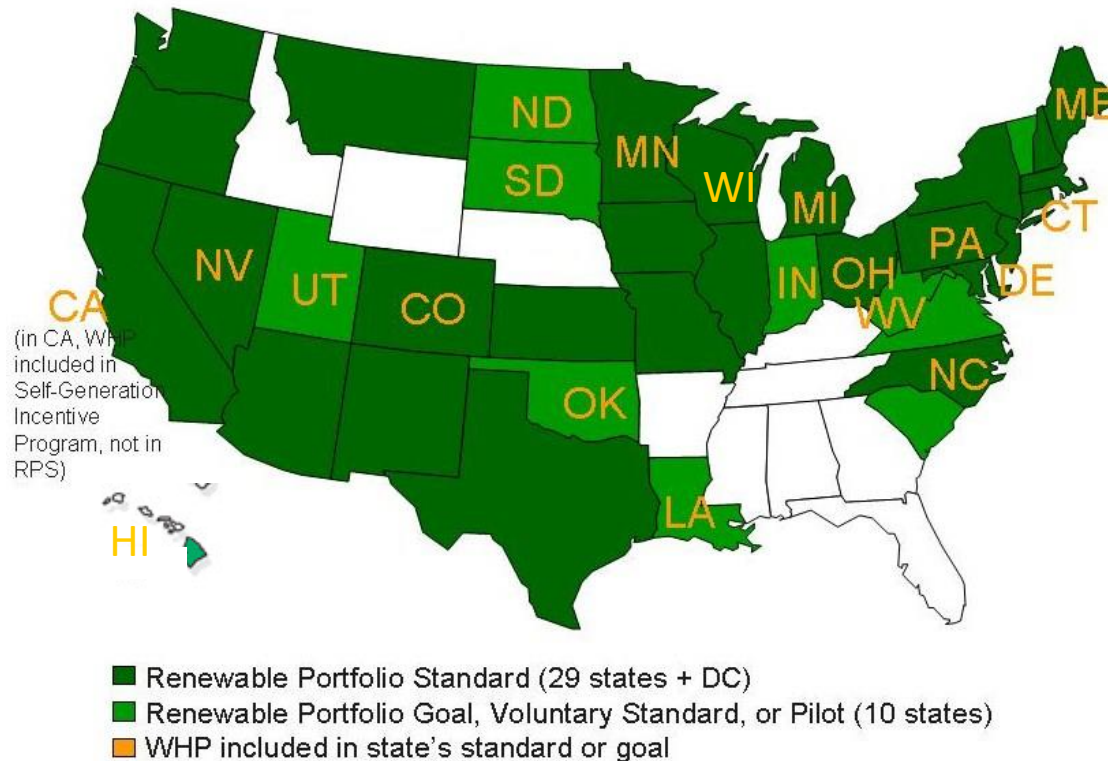 ND
ME
MN
SD
WI
MI
CT
PA
NV
OH
IN
DE
UT
CO
WV
CA
(in CA, WHP
included in
Self-Generation
Incentive
Program, not in
RPS)
NC
OK
LA
HI
Renewable Portfolio Standard (29 states + DC)
Renewable Portfolio Goal, Voluntary Standard, or Pilot (10 states)
WHP included in state's standard or goal